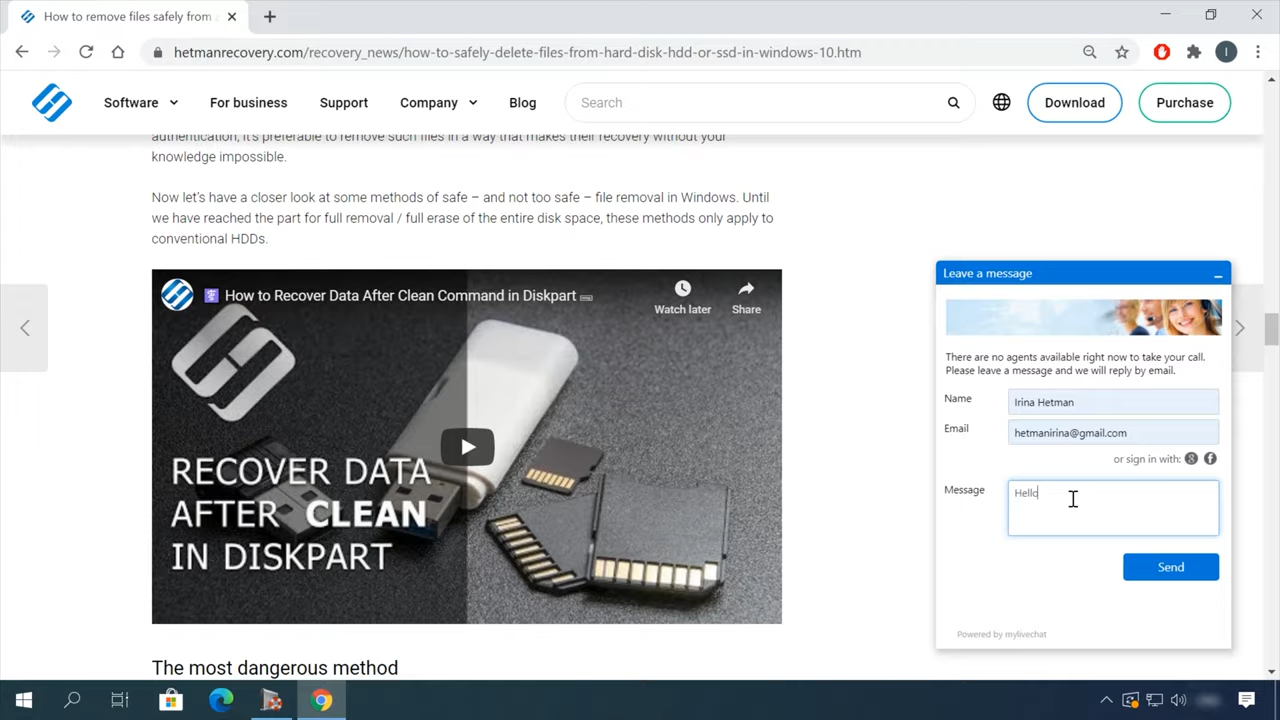 How to remove files safely from
hetmanrecovery.com/recovery_news/how-to-safely-delete-files-from-hard-disk-hdd-or-ssd-in-windows-10.htm
I
Software
For business
Support
Company
Blog
Search
Download
Purchase
authentication, it's preferable to remove such files in a way that makes their recovery without your
knowledge impossible.
Now let's have a closer look at some methods of safe – and not too safe – file removal in Windows. Until
we have reached the part for full removal / full erase of the entire disk space, these methods only apply to
conventional HDDs.
How to Recover Data After Clean Command in Diskpart
Watch later
Share
RECOVER DATA
AFTER CLEAN
IN DISKPART
The most dangerous method
Leave a message
There are no agents available right now to take your call.
Please leave a message and we will reply by email.
Name
Irina Hetman
Email
hetmanirina@gmail.com
or sign in with:
Message
Hello
Send
Powered by mylivechat